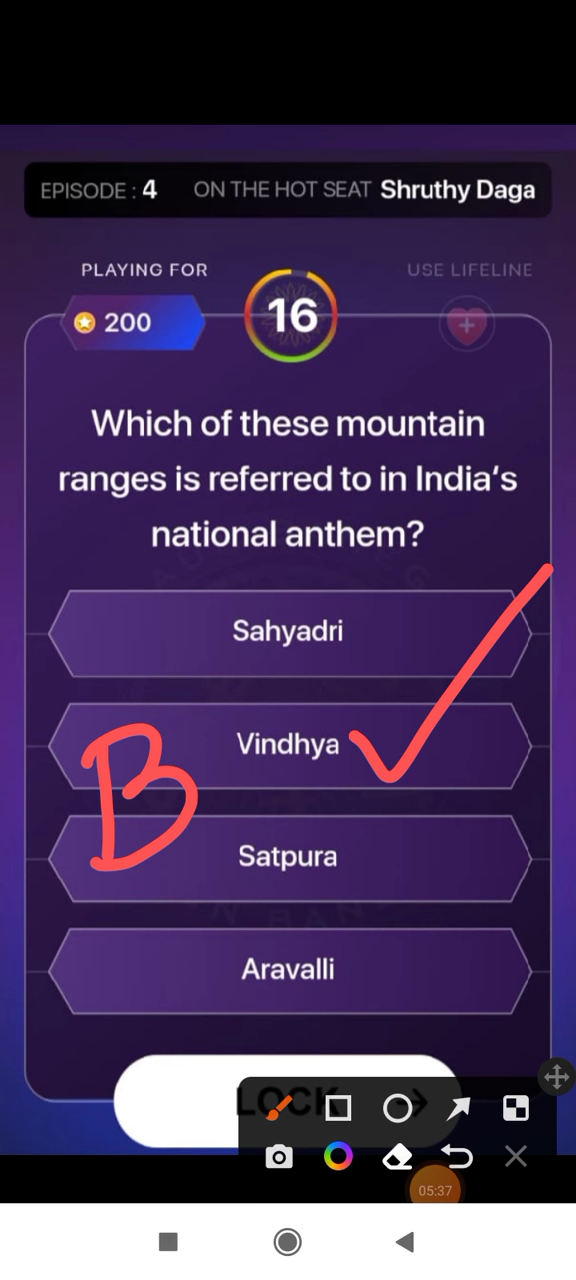 EPISODE : 4 ON THE HOT SEAT Shruthy Daga
PLAYING FOR USE LIFELINE
200 16
Which of these mountain
ranges is referred to in India's
national anthem?
Sahyadri
Vindhya
B
Satpura
Aravalli
LOCK
05:37